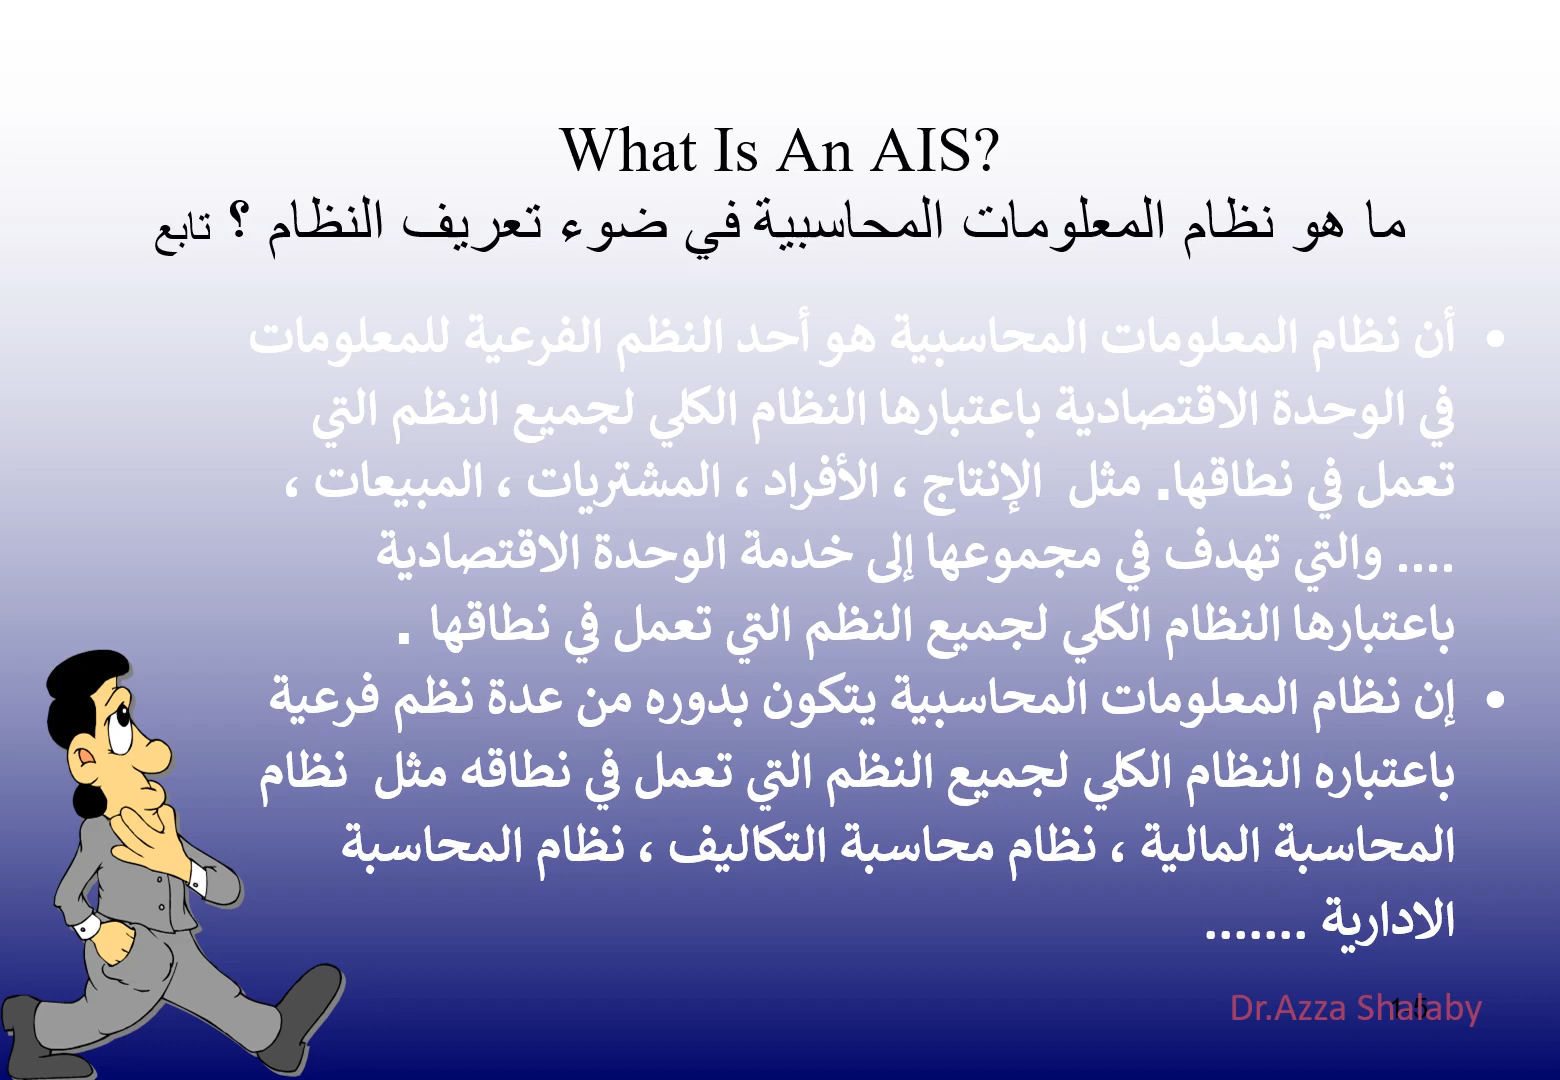 What Is An AIS?
ما هو نظام المعلومات المحاسبية في ضوء تعريف النظام ؟ تابع
• أن نظام المعلومات المحاسبية هو أحد النظم الفرعية للمعلومات
في الوحدة الاقتصادية باعتبارها النظام الكلي لجميع النظم التي
تعمل في نطاقها. مثل الإنتاج ، الأفراد ، المشتريات ، المبيعات ،
.... والتي تهدف في مجموعها إلى خدمة الوحدة الاقتصادية
باعتبارها النظام الكلي لجميع النظم التي تعمل في نطاقها .
• إن نظام المعلومات المحاسبية يتكون بدوره من عدة نظم فرعية
باعتباره النظام الكلي لجميع النظم التي تعمل في نطاقه مثل نظام
المحاسبة المالية ، نظام محاسبة التكاليف ، نظام المحاسبة
الادارية .......
Dr.Azza Shalaby